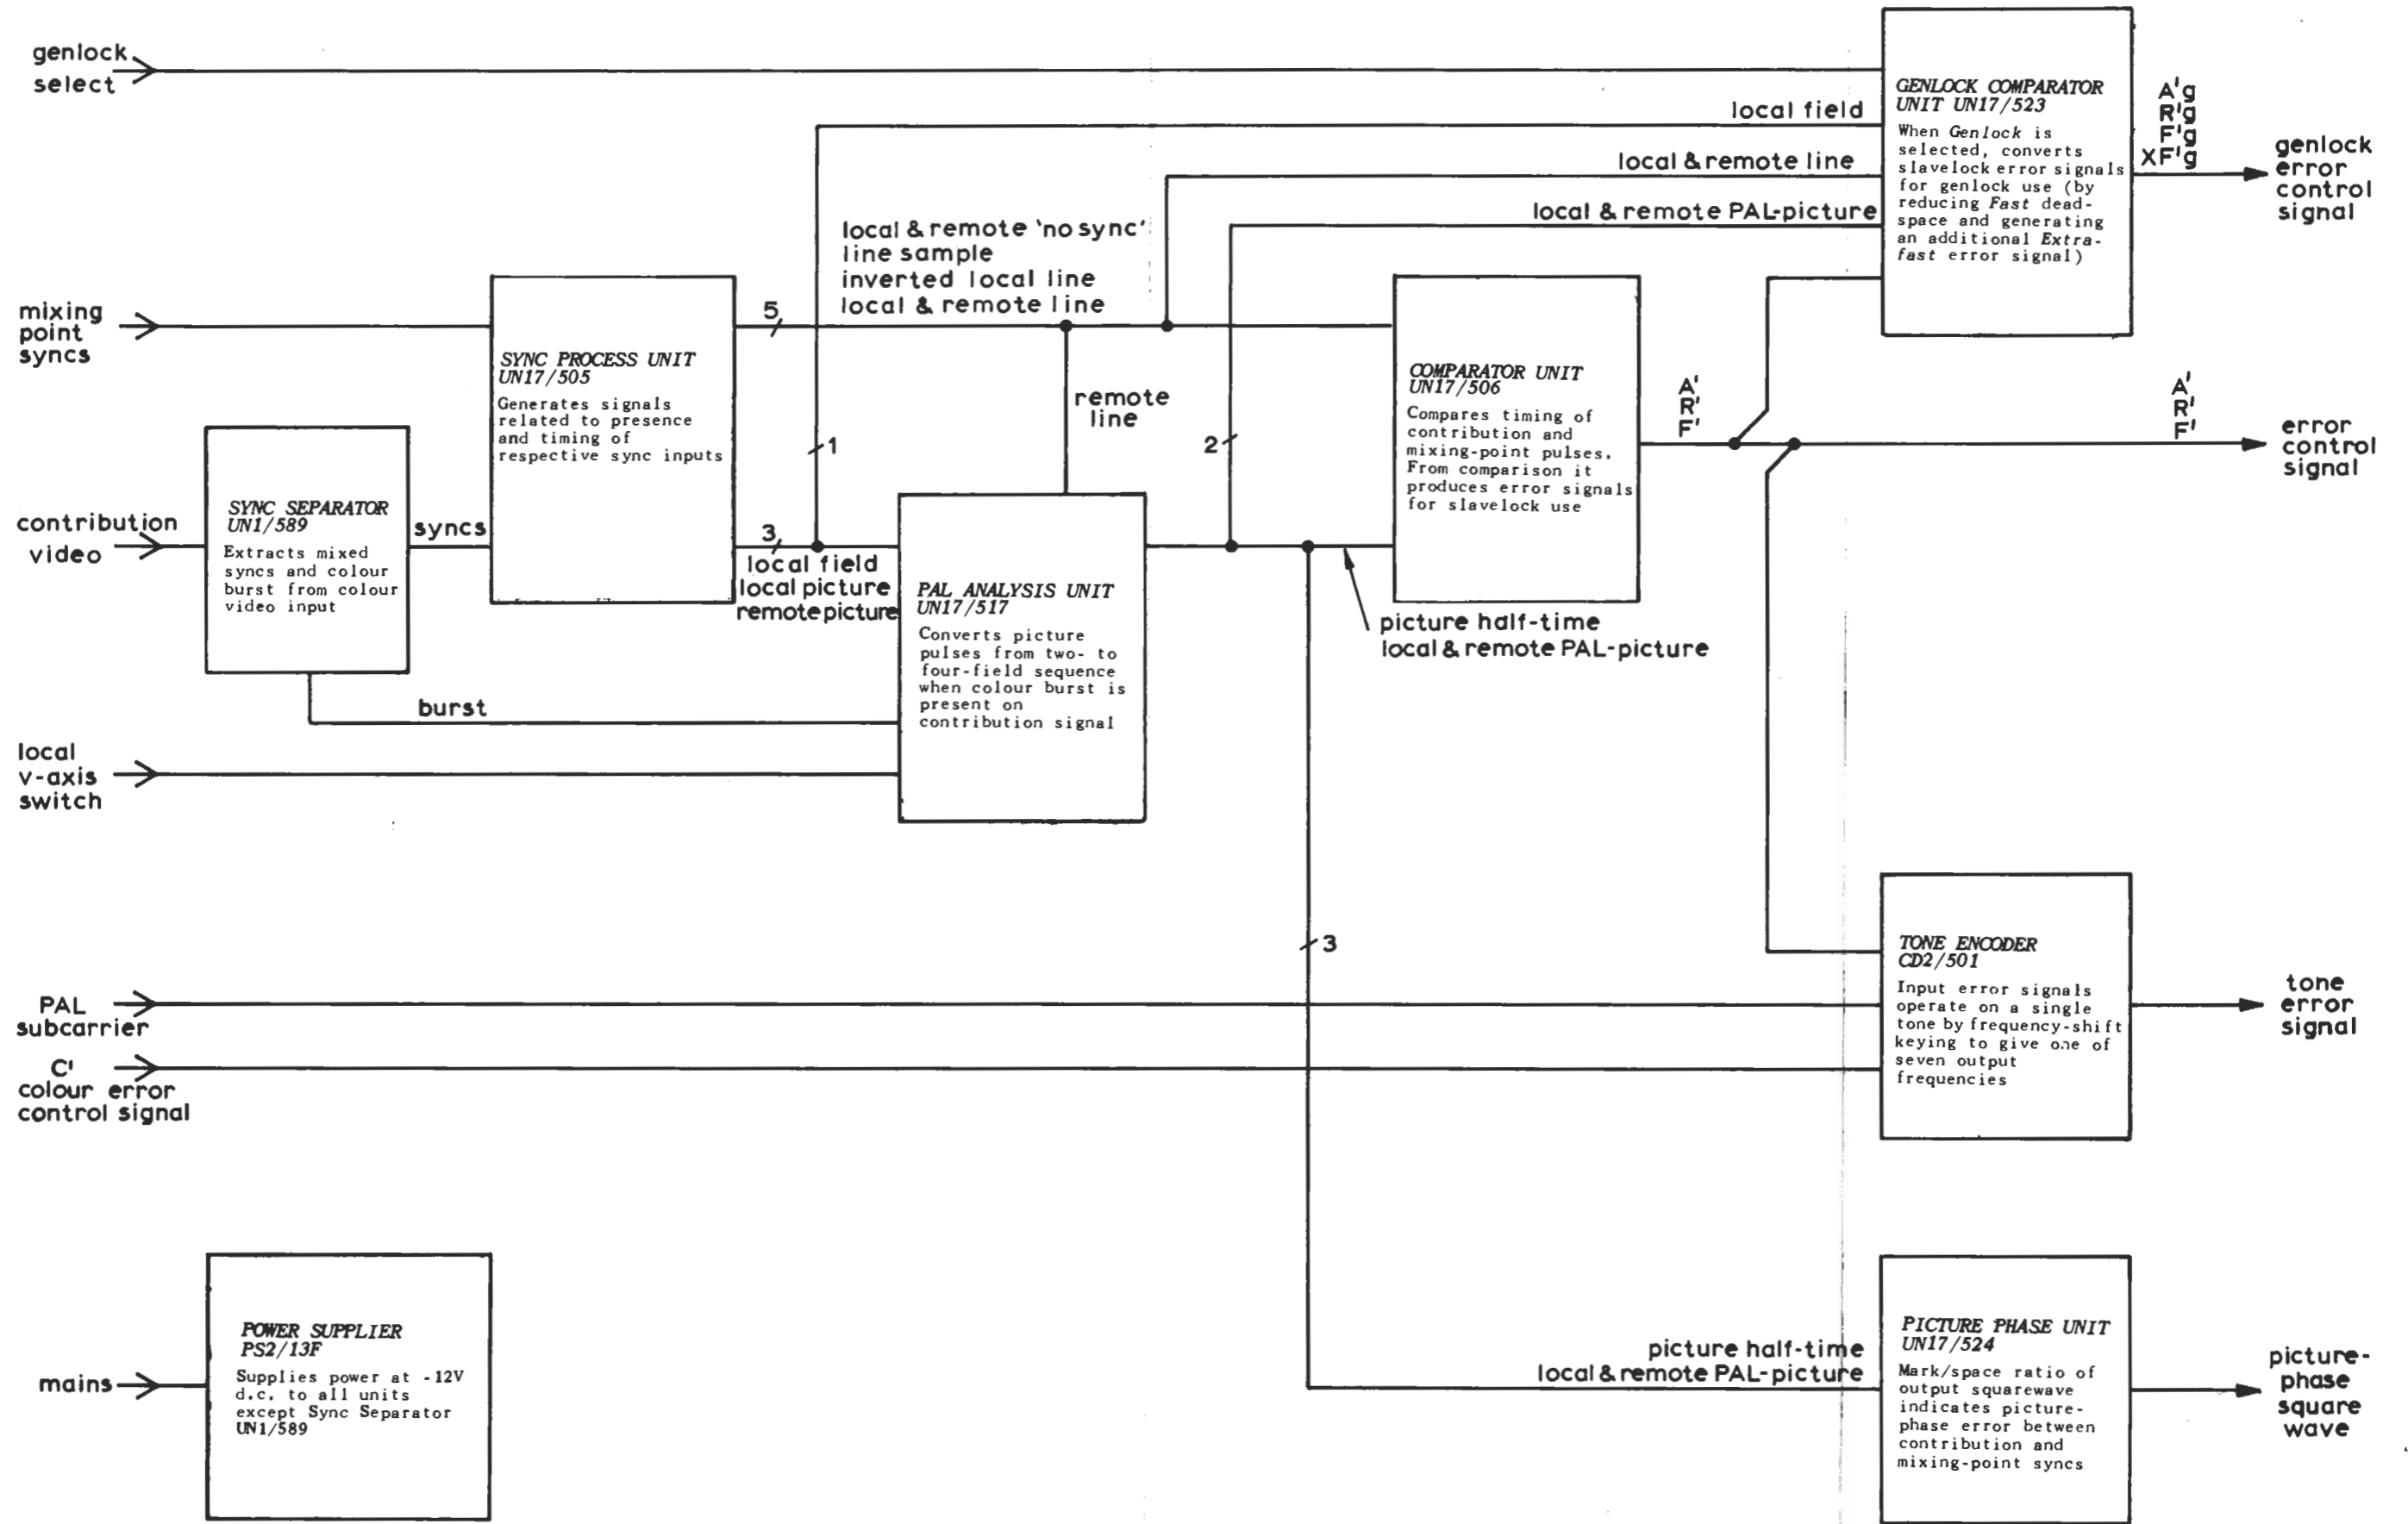 genlock
select
local field
local & remote line
local & remote PAL-picture
GENLOCK COMPARATOR
UNIT UN17/523
When Genlock is
selected, converts
slavelock error signals
for genlock use (by
reducing Fast dead-
space and generating
an additional Extra-
fast error signal)
A'g
R'g
F'g
XF'g
genlock
error
control
signal
mixing
point
syncs
SYNC PROCESS UNIT
UN17/505
Generates signals
related to presence
and timing of
respective sync inputs
5
local & remote 'no sync'
line sample
inverted local line
local & remote line
remote
line
1
2
COMPARATOR UNIT
UN17/506
Compares timing of
contribution and
mixing-point pulses.
From comparison it
produces error signals
for slavelock use
A'
R'
F'
A'
R'
F'
error
control
signal
contribution
video
SYNC SEPARATOR
UN1/589
Extracts mixed
syncs and colour
burst from colour
video input
syncs
3
local field
local picture
remote picture
PAL ANALYSIS UNIT
UN17/517
Converts picture
pulses from two- to
four-field sequence
when colour burst is
present on
contribution signal
picture half-time
local & remote PAL-picture
burst
local
v-axis
switch
3
PAL
subcarrier
C'
colour error
control signal
TONE ENCODER
CD2/501
Input error signals
operate on a single
tone by frequency-shift
keying to give one of
seven output
frequencies
tone
error
signal
mains
POWER SUPPLIER
PS2/13F
Supplies power at -12V
d.c. to all units
except Sync Separator
UN1/589
picture half-time
local & remote PAL-picture
PICTURE PHASE UNIT
UN17/524
Mark/space ratio of
output squarewave
indicates picture-
phase error between
contribution and
mixing-point syncs
picture-
phase
square
wave